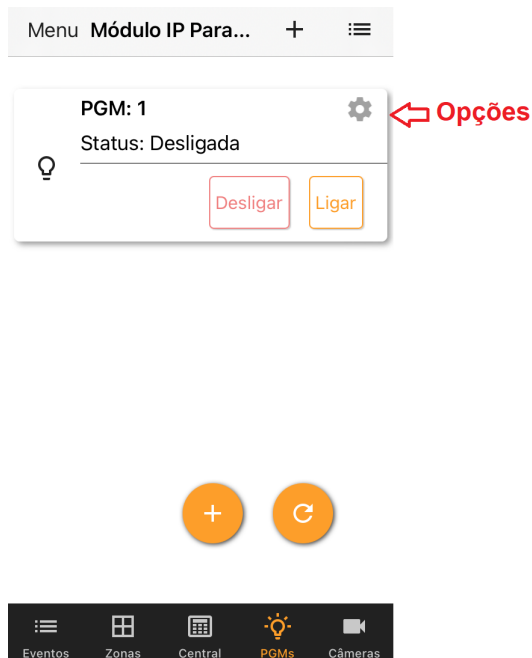 Menu Módulo IP Para... +
PGM: 1
Opções
Status: Desligada
Desligar Ligar
Eventos Zonas Central PGMs Câmeras